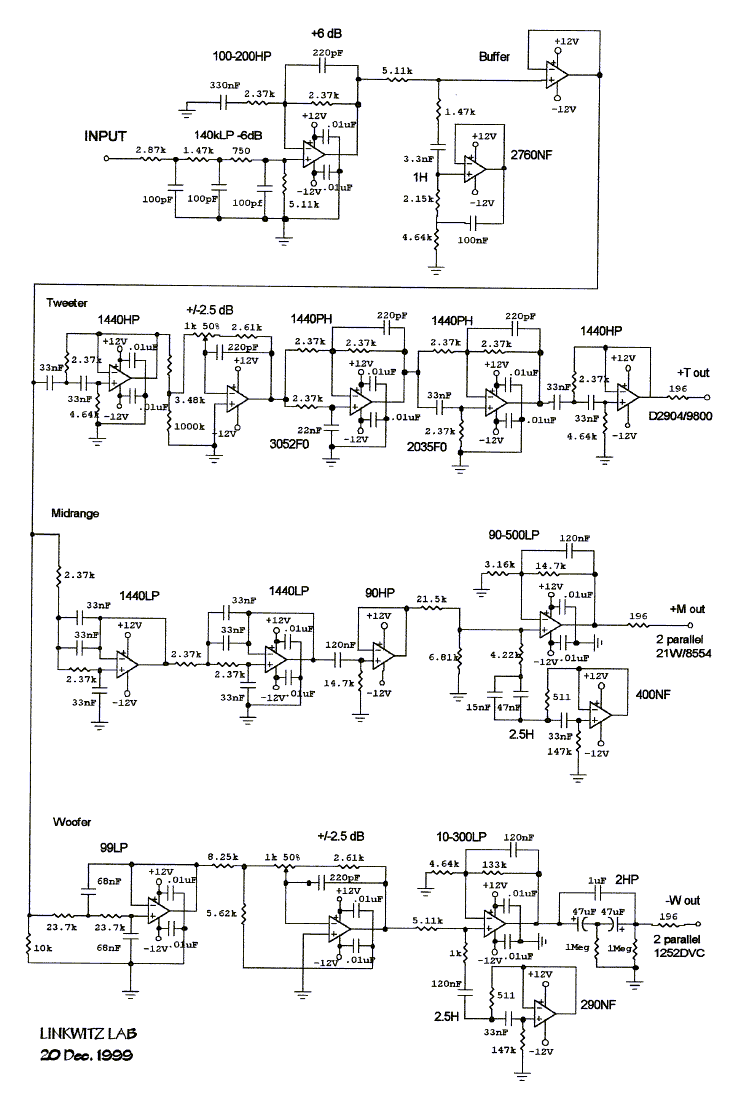 +6 dB
100-200HP
220pF
Buffer
+12V
-12V
330nF
2.37k
2.37k
5.11k
+12V
.01uF
-12V
.01uF
INPUT
140kLP -6dB
2.87k
1.47k
750
5.11k
100pF
100pF
100pf
1.47k
3.3nF
1H
+12V
-12V
2760NF
2.15k
4.64k
100nF
Tweeter
1440HP
+12V
.01uF
33nF
2.37k
33nF
4.64k
-12V
.01uF
+/-2.5 dB
1k 50%
2.61k
220pF
+12V
3.48k
1000k
-12V
1440PH
220pF
2.37k
2.37k
+12V
.01uF
2.37k
22nF
-12V
.01uF
3052F0
1440PH
220pF
2.37k
2.37k
+12V
.01uF
33nF
2.37k
-12V
.01uF
2035F0
1440HP
+12V
33nF
2.37k
33nF
4.64k
-12V
196
+T out
D2904/9800
Midrange
2.37k
1440LP
33nF
33nF
+12V
2.37k
33nF
-12V
2.37k
1440LP
33nF
33nF
+12V
.01uF
2.37k
33nF
-12V
.01uF
90HP
120nF
+12V
14.7k
-12V
21.5k
6.81k
90-500LP
120nF
3.16k
14.7k
+12V
.01uF
-12V
.01uF
4.22k
15nF
47nF
2.5H
511
33nF
147k
+12V
-12V
400NF
196
+M out
2 parallel
21W/8554
Woofer
99LP
68nF
+12V
.01uF
23.7k
23.7k
68nF
-12V
.01uF
10k
8.25k
5.62k
+/-2.5 dB
1k 50%
2.61k
220pF
+12V
.01uF
-12V
.01uF
5.11k
10-300LP
120nF
4.64k
133k
+12V
.01uF
-12V
.01uF
1k
120nF
2.5H
511
33nF
147k
+12V
-12V
290NF
1uF
2HP
47uF
47uF
1Meg
1Meg
196
-W out
2 parallel
1252DVC
LINKWITZ LAB
20 Dec. 1999